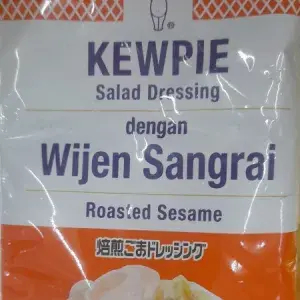 ®
KEWPIE
Salad Dressing
dengan
Wijen Sangrai
Roasted Sesame
焙煎ごまドレッシング